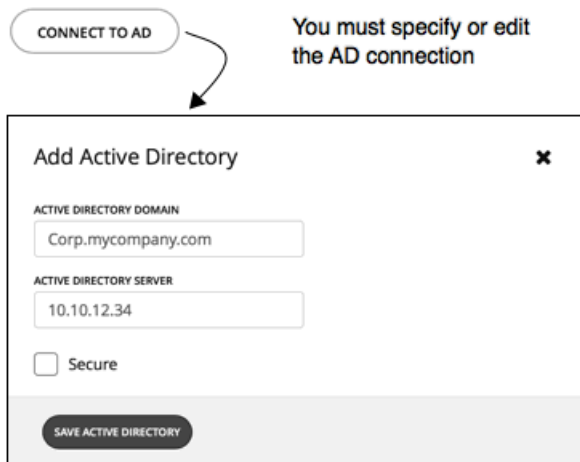 CONNECT TO AD
You must specify or edit
the AD connection
Add Active Directory
ACTIVE DIRECTORY DOMAIN
Corp.mycompany.com
ACTIVE DIRECTORY SERVER
10.10.12.34
Secure
SAVE ACTIVE DIRECTORY